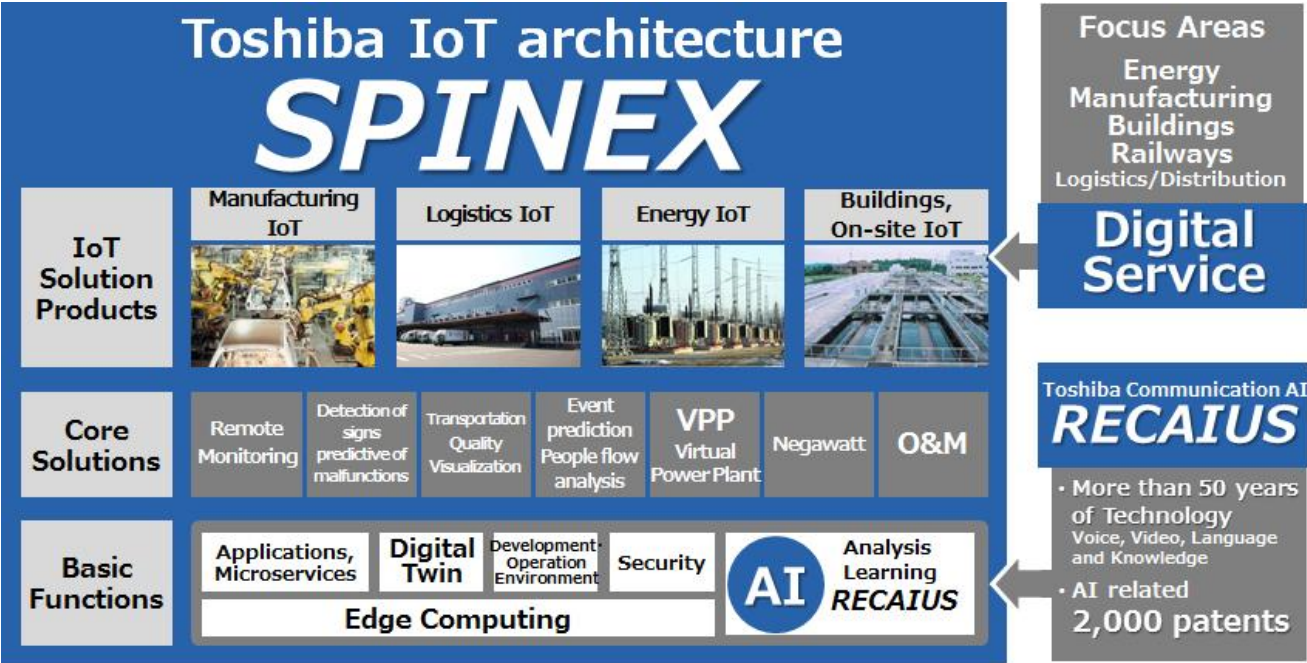 Toshiba IoT architecture
SPINEX
IoT
Solution
Products
Manufacturing
IoT
Logistics IoT
Energy IoT
Buildings,
On-site IoT
Core
Solutions
Remote
Monitoring
Detection of
signs
predictive of
malfunctions
Transportation
Quality
Visualization
Event
prediction
People flow
analysis
VPP
Virtual
Power Plant
Negawatt
O&M
Basic
Functions
Applications,
Microservices
Digital
Twin
Development・
Operation
Environment
Security
Edge Computing
AI
Analysis
Learning
RECAIUS
Focus Areas
Energy
Manufacturing
Buildings
Railways
Logistics/Distribution
Digital
Service
Toshiba Communication AI
RECAIUS
・More than 50 years
of Technology
Voice, Video, Language
and Knowledge
・AI related
2,000 patents